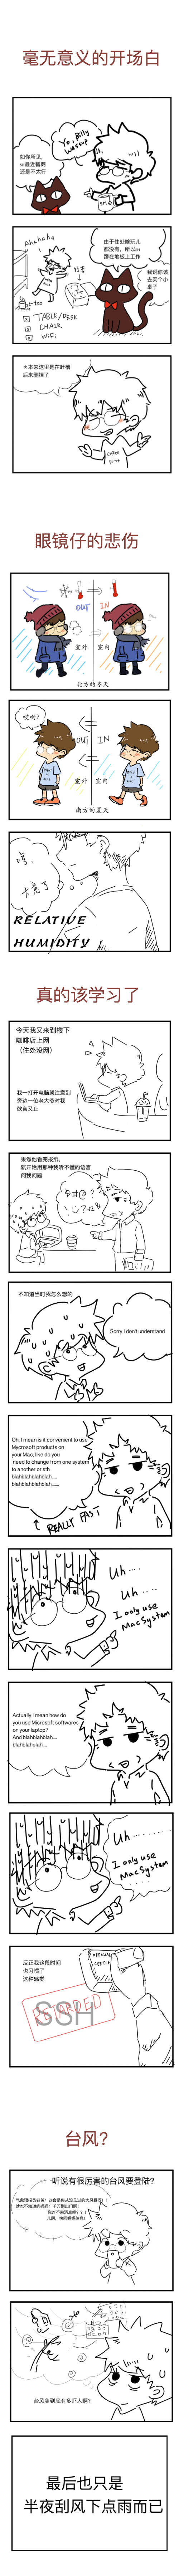 毫无意义的开场白
Yo, Billy
Wassup
如你所见，
最近智商
还是不太行
Ahahaha
由于住处啥玩儿
都没有，所以
蹲在地板上工作
我说你该
去买个小
桌子
TABLE/DESK
CHAIR
WiFi
＊本来这里是在吐槽
后来删掉了
眼镜仔的悲伤
OUT
IN
室外
室内
北方的冬天
哎哟?
OUT
IN
室外
室内
南方的夏天
RELATIVE
HUMIDITY
真的该学习了
今天我又来到楼下
咖啡店上网
（住处没网）
我一打开电脑就注意到
旁边一位老大爷对我
欲言又止
果然他看完报纸，
就开始用那种我听不懂的语言
问我问题
不知道当时我怎么想的
Sorry I don't understand
Oh, I mean is it convenient to use
Mycrosoft products on
your Mac, like do you
need to change from one system
to another or sth
blahblahblahblah....
blahblahblahblah......
REALLY FAST
Uh....
Uh...
I only use
Mac System
Actually I mean how do
you use Microsoft softwares
on your laptop?
And blahblahblah....
blahblahblah....
Uh..........
I only use
Mac System
反正我这段时间
也习惯了
这种感觉
SSH
台风?
听说有很厉害的台风要登陆?
台风到底有多吓人啊?
最后也只是
半夜刮风下点雨而已